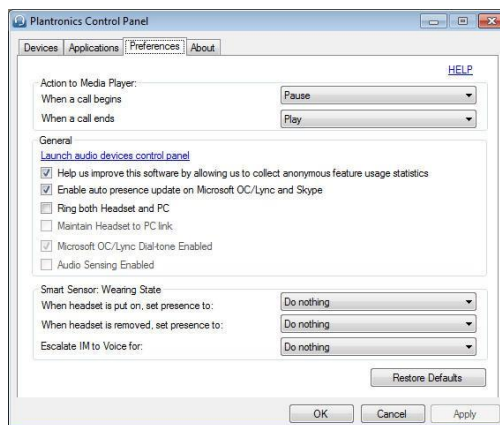 Plantronics Control Panel
Devices Applications Preferences About
HELP
Action to Media Player:
When a call begins Pause
When a call ends Play
General
Launch audio devices control panel
Help us improve this software by allowing us to collect anonymous feature usage statistics
Enable auto presence update on Microsoft OC/Lync and Skype
Ring both Headset and PC
Maintain Headset to PC link
Microsoft OC/Lync Dial-tone Enabled
Audio Sensing Enabled
Smart Sensor: Wearing State
When headset is put on, set presence to: Do nothing
When headset is removed, set presence to: Do nothing
Escalate IM to Voice for: Do nothing
Restore Defaults
OK Cancel Apply